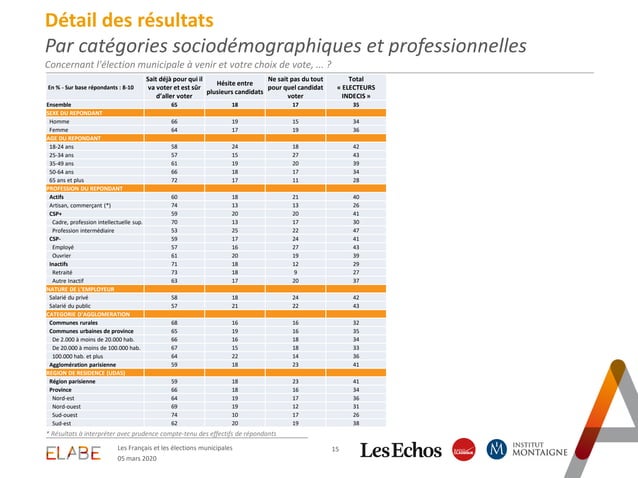 Détail des résultats
Par catégories sociodémographiques et professionnelles
Concernant l'élection municipale à venir et votre choix de vote, ... ?
En % - Sur base répondants : 8-10 Sait déjà pour qui il va voter et est sûr d'aller voter Hésite entre plusieurs candidats Ne sait pas du tout pour quel candidat voter Total « ELECTEURS INDECIS »
Ensemble 65 18 17 35
SEXE DU REPONDANT
Homme 66 19 15 34
Femme 64 17 19 36
AGE DU REPONDANT
18-24 ans 58 24 18 42
25-34 ans 57 15 27 43
35-49 ans 61 19 20 39
50-64 ans 66 18 17 34
65 ans et plus 72 17 11 28
PROFESSION DU REPONDANT
Actifs 60 18 21 40
Artisan, commerçant (*) 74 13 13 26
CSP+ 59 20 20 41
Cadre, profession intellectuelle sup. 70 13 17 30
Profession intermédiaire 53 25 22 47
CSP- 59 17 24 41
Employé 57 16 27 43
Ouvrier 61 20 19 39
Inactifs 71 18 12 29
Retraité 73 18 9 27
Autre Inactif 63 17 20 37
NATURE DE L'EMPLOYEUR
Salarié du privé 58 18 24 42
Salarié du public 57 21 22 43
CATEGORIE D'AGGLOMERATION
Communes rurales 68 16 16 32
Communes urbaines de province 65 19 16 35
De 2.000 à moins de 20.000 hab. 66 16 18 34
De 20.000 à moins de 100.000 hab. 67 15 18 33
100.000 hab. et plus 64 22 14 36
Agglomération parisienne 59 18 23 41
REGION DE RESIDENCE (UDA5)
Région parisienne 59 18 23 41
Province 66 18 16 34
Nord-est 64 19 17 36
Nord-ouest 69 19 12 31
Sud-ouest 74 10 17 26
Sud-est 62 20 19 38
* Résultats à interpréter avec prudence compte-tenu des effectifs de répondants
ELABE
Les Français et les élections municipales
05 mars 2020
15
Les Echos
RADIO CLASSIQUE
INSTITUT MONTAIGNE